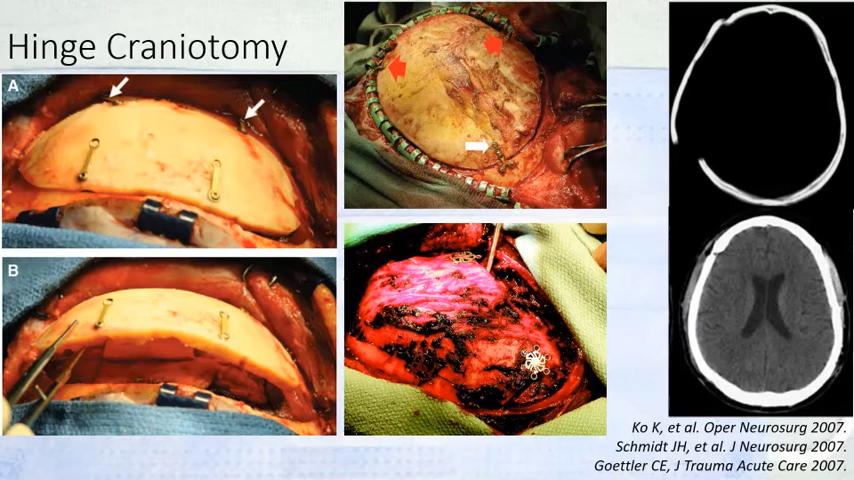 Hinge Craniotomy
A
B
Ko K, et al. Oper Neurosurg 2007.
Schmidt JH, et al. J Neurosurg 2007.
Goettler CE, J Trauma Acute Care 2007.